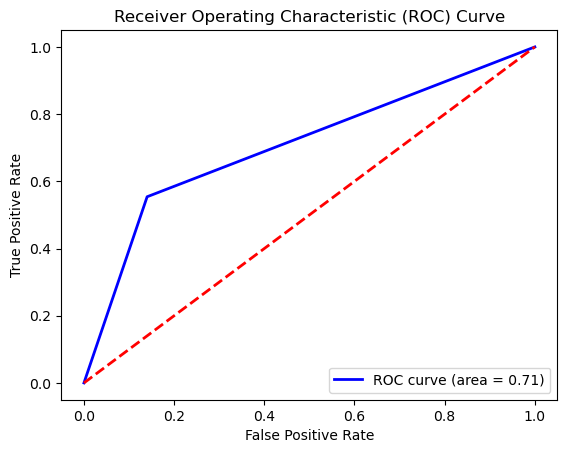 Receiver Operating Characteristic (ROC) Curve
1.0
0.8
0.6
0.4
0.2
0.0
True Positive Rate
ROC curve (area = 0.71)
0.0 0.2 0.4 0.6 0.8 1.0
False Positive Rate